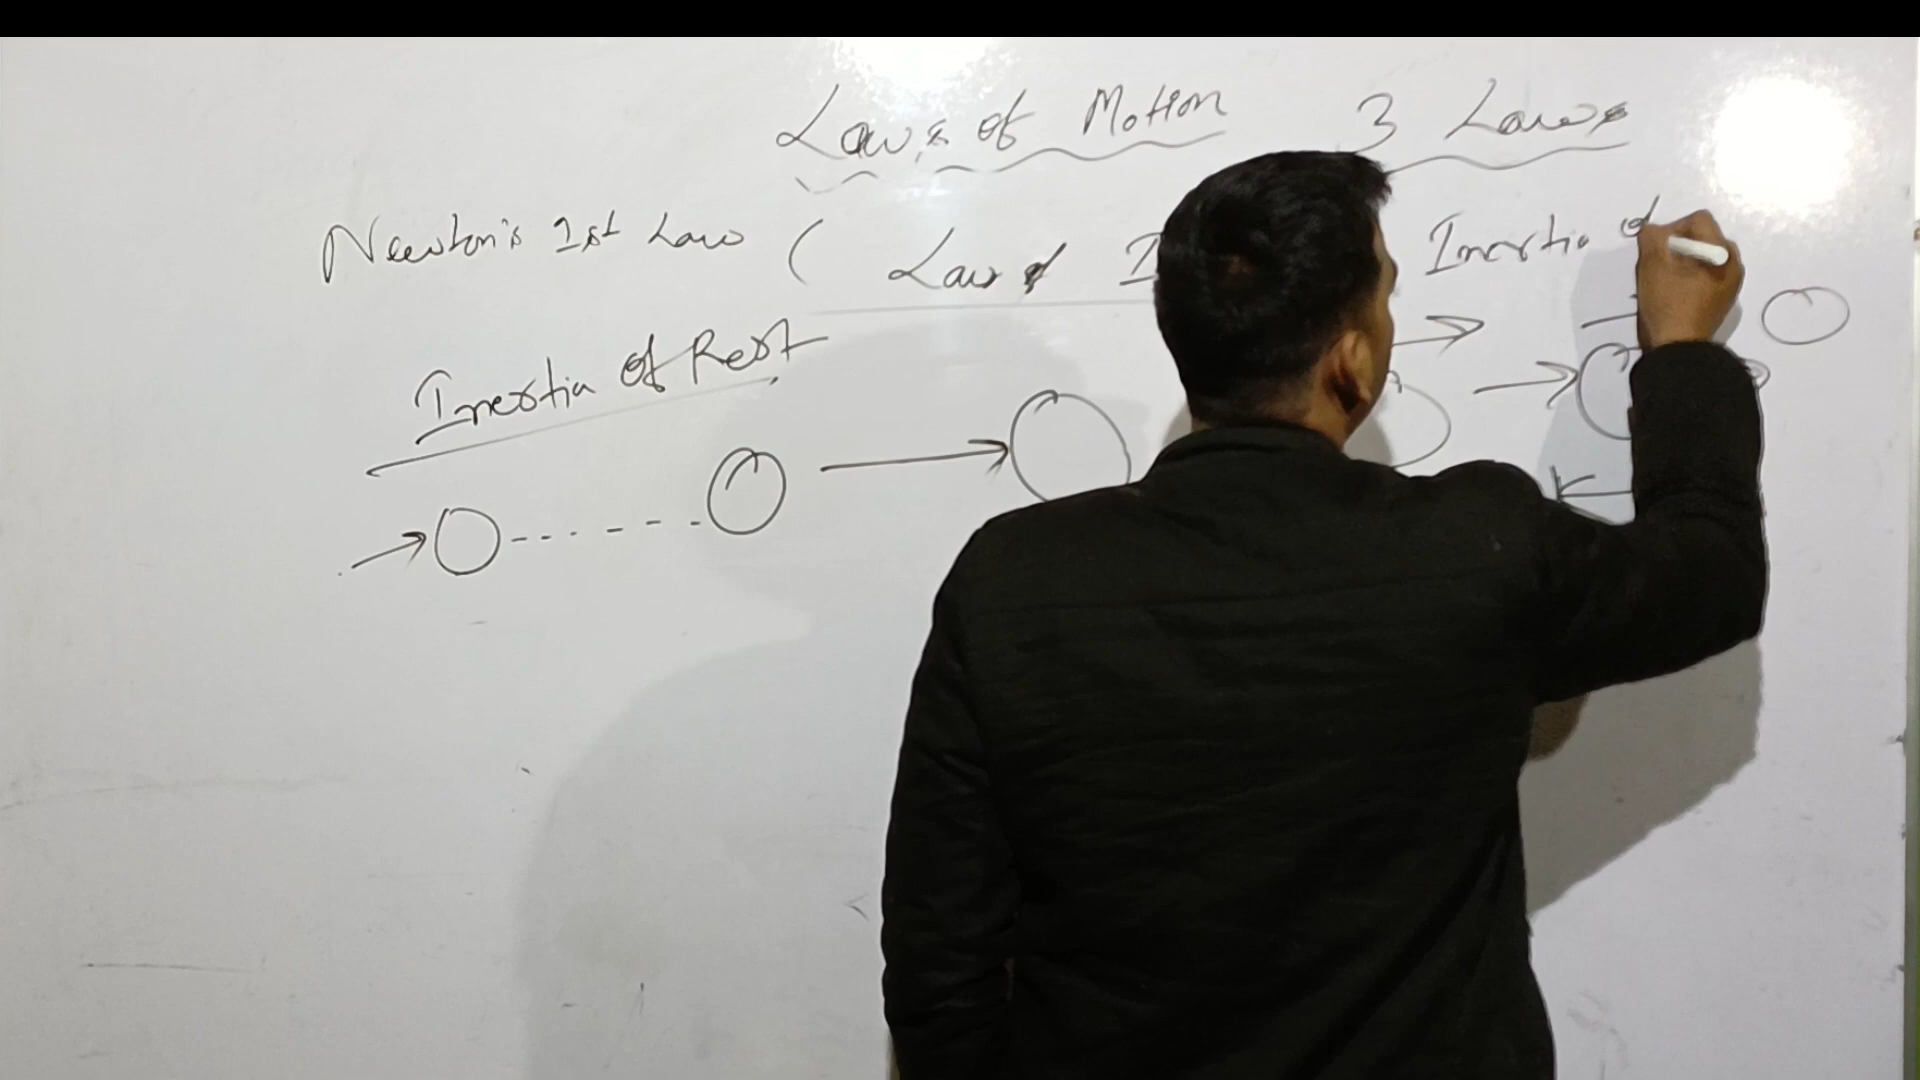 Laws of Motion 3 Laws
Newton's 1st Law ( Law of I
Inertia of
Inertia of Rest